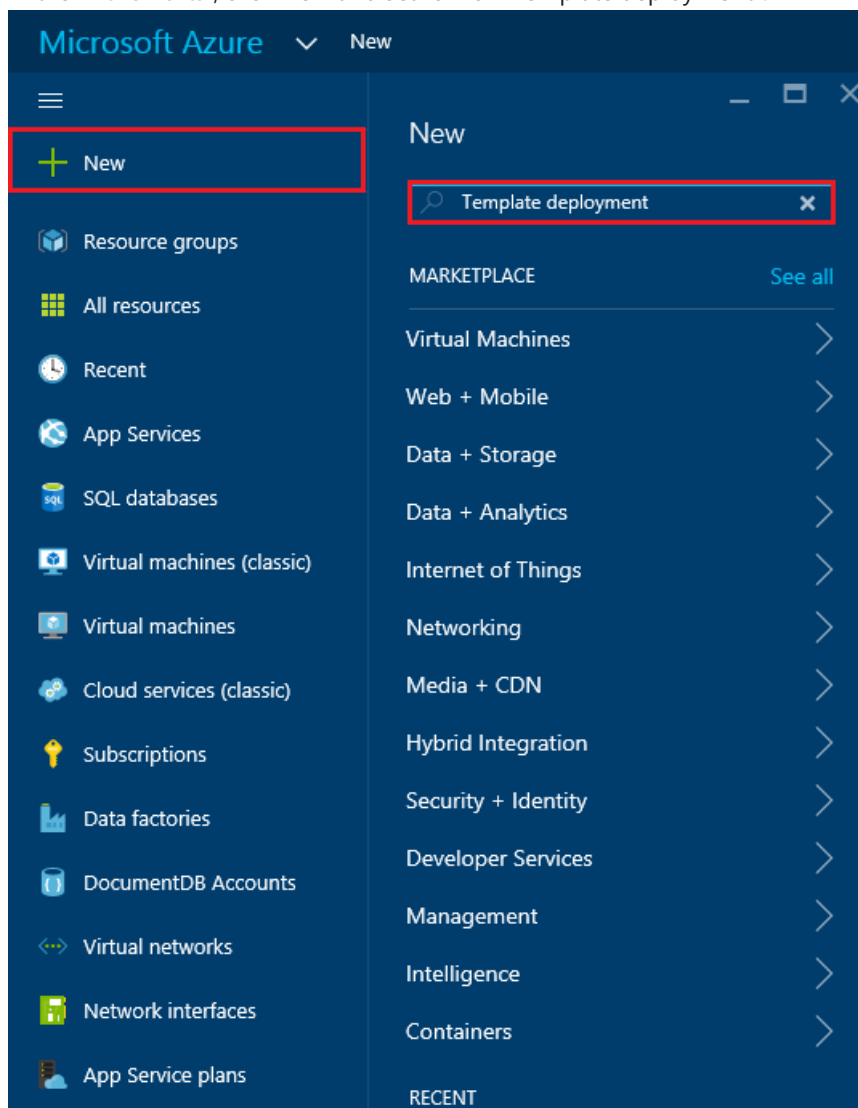 Microsoft Azure New
New
Resource groups
All resources
Recent
App Services
SQL databases
Virtual machines (classic)
Virtual machines
Cloud services (classic)
Subscriptions
Data factories
DocumentDB Accounts
Virtual networks
Network interfaces
App Service plans
New
Template deployment
MARKETPLACE See all
Virtual Machines
Web + Mobile
Data + Storage
Data + Analytics
Internet of Things
Networking
Media + CDN
Hybrid Integration
Security + Identity
Developer Services
Management
Intelligence
Containers
RECENT